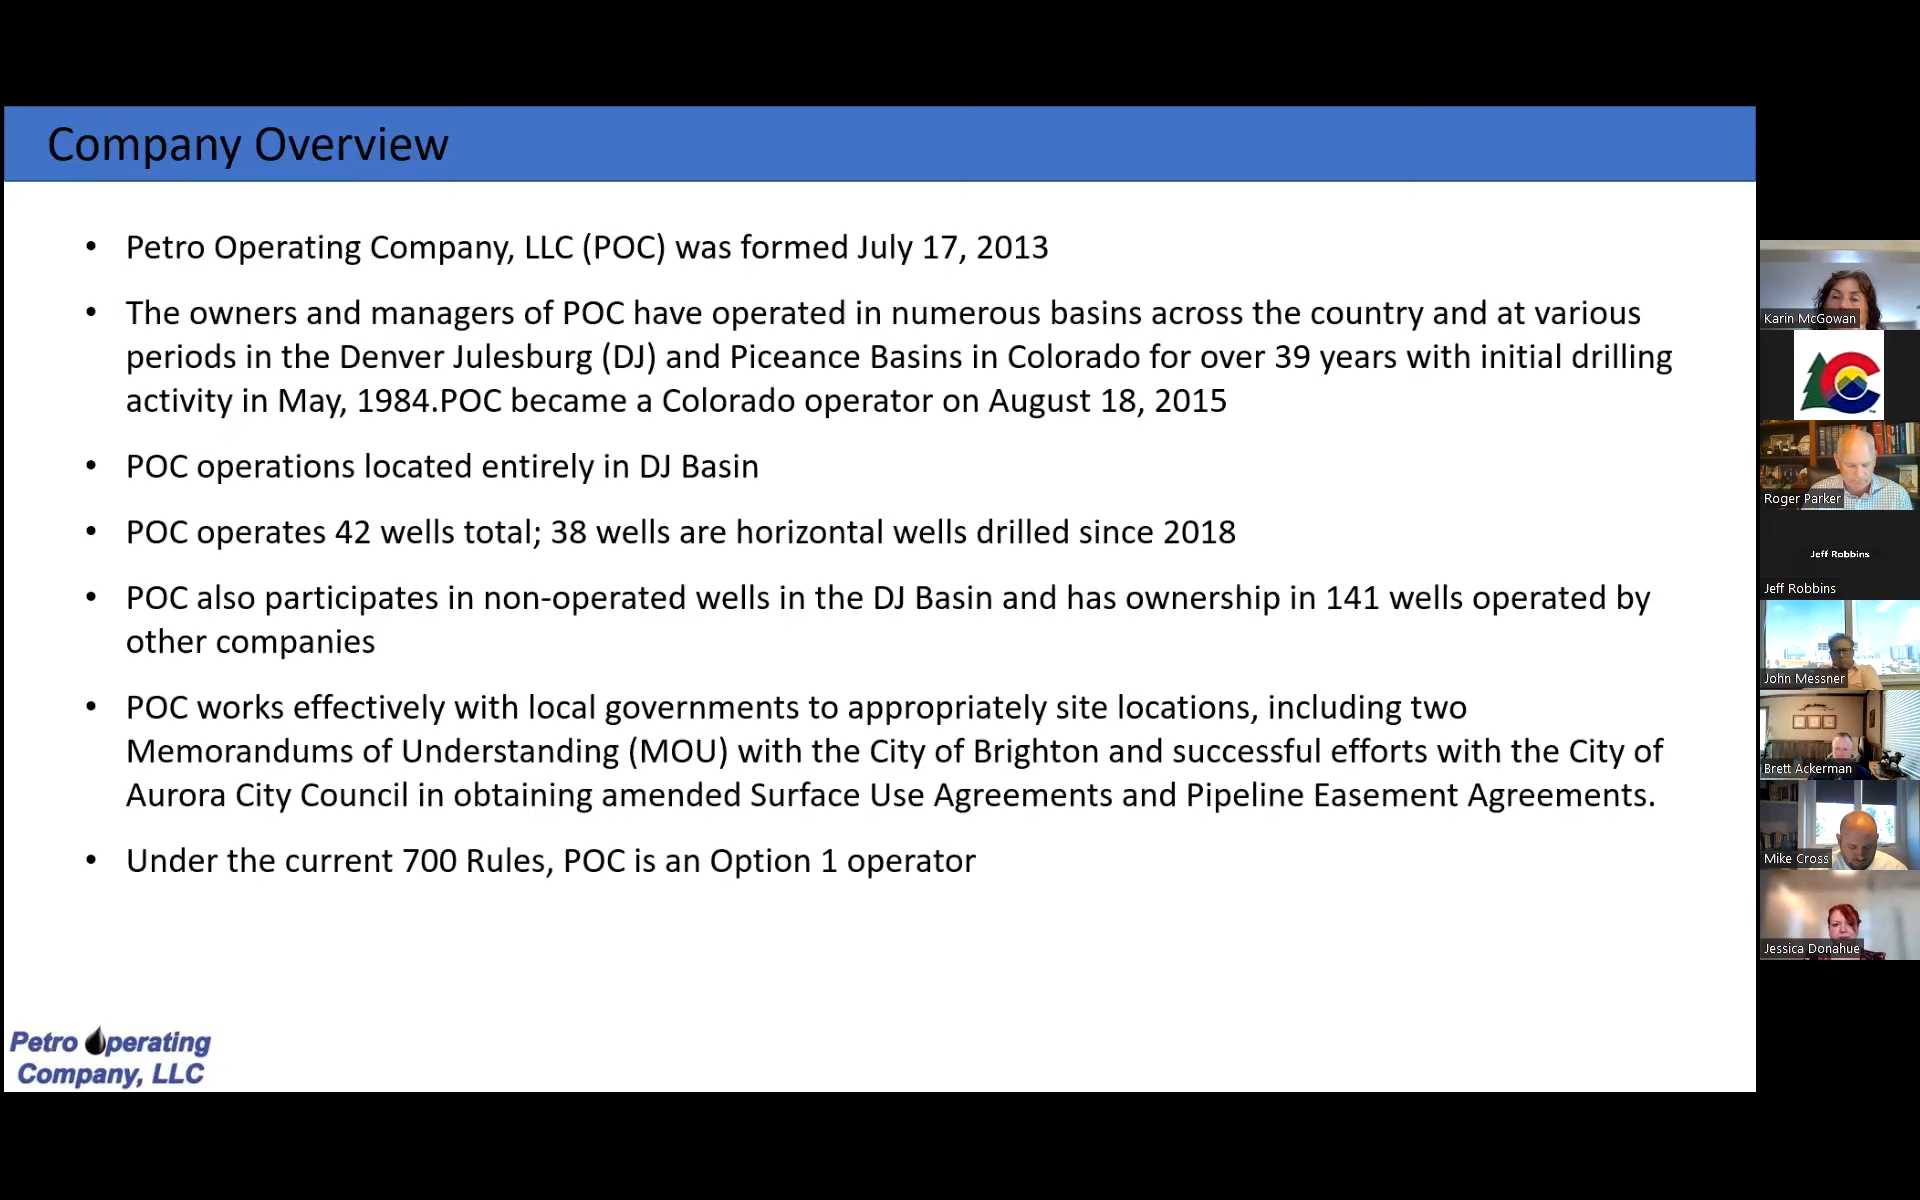 Company Overview
• Petro Operating Company, LLC (POC) was formed July 17, 2013
• The owners and managers of POC have operated in numerous basins across the country and at various
periods in the Denver Julesburg (DJ) and Piceance Basins in Colorado for over 39 years with initial drilling
activity in May, 1984.POC became a Colorado operator on August 18, 2015
• POC operations located entirely in DJ Basin
• POC operates 42 wells total; 38 wells are horizontal wells drilled since 2018
• POC also participates in non-operated wells in the DJ Basin and has ownership in 141 wells operated by
other companies
• POC works effectively with local governments to appropriately site locations, including two
Memorandums of Understanding (MOU) with the City of Brighton and successful efforts with the City of
Aurora City Council in obtaining amended Surface Use Agreements and Pipeline Easement Agreements.
• Under the current 700 Rules, POC is an Option 1 operator
Petro Operating
Company, LLC
Karin McGowan
Roger Parker
Jeff Robbins
Jeff Robbins
John Messner
Brett Ackerman
Mike Cross
Jessica Donahue